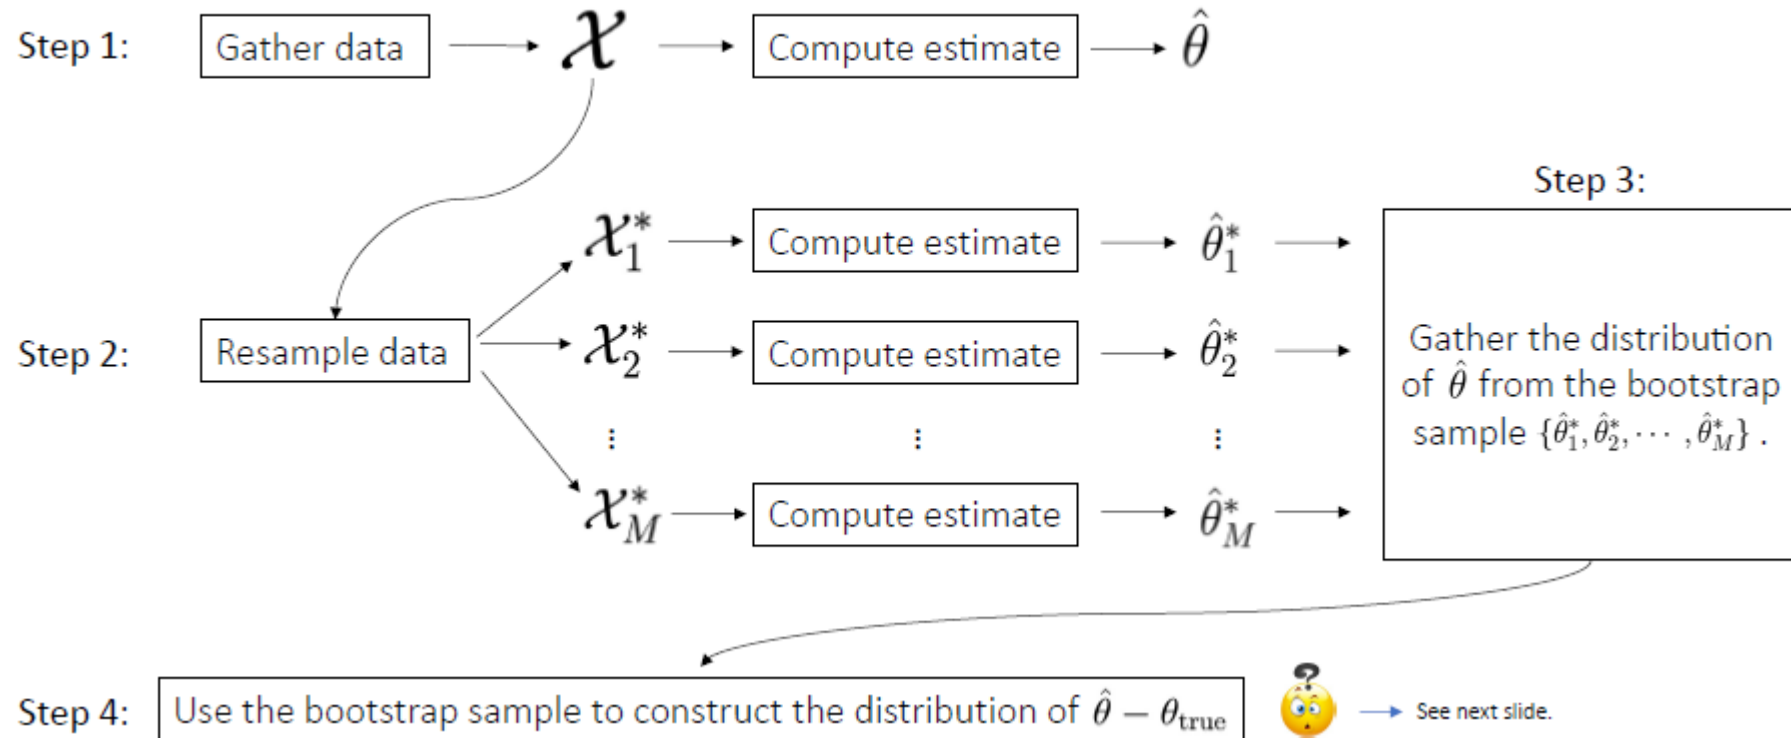 Step 1: Gather data 𝒳 Compute estimate θ̂
Step 3:
𝒳₁* Compute estimate θ̂₁*
Step 2: Resample data 𝒳₂* Compute estimate θ̂₂*
⋮ ⋮ ⋮
𝒳_M* Compute estimate θ̂_M*
Gather the distribution
of θ̂ from the bootstrap
sample {θ̂₁*, θ̂₂*, ⋯ , θ̂_M*} .
Step 4: Use the bootstrap sample to construct the distribution of θ̂ − θ_true ? See next slide.